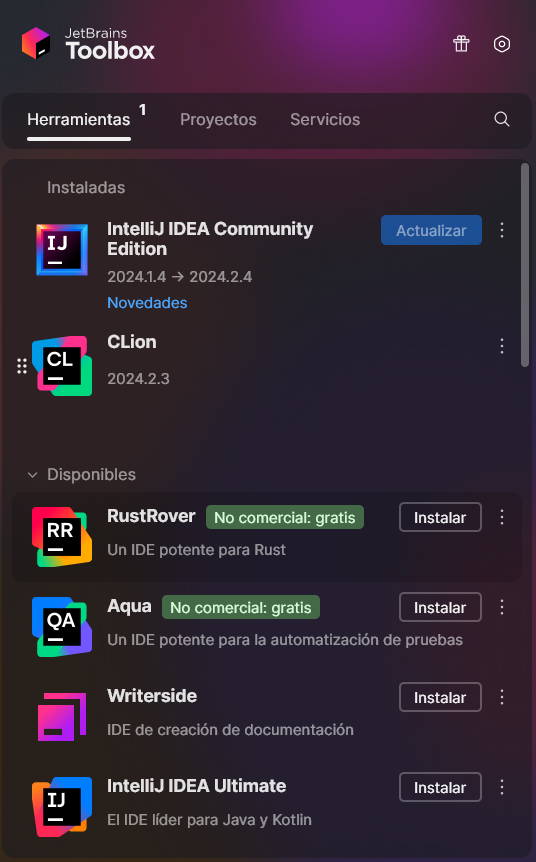 JetBrains
Toolbox
Herramientas 1 Proyectos Servicios
Instaladas
IJ
IntelliJ IDEA Community
Edition
Actualizar
2024.1.4 → 2024.2.4
Novedades
CL
CLion
2024.2.3
Disponibles
RR
RustRover No comercial: gratis Instalar
Un IDE potente para Rust
QA
Aqua No comercial: gratis Instalar
Un IDE potente para la automatización de pruebas
Writerside Instalar
IDE de creación de documentación
IJ
IntelliJ IDEA Ultimate Instalar
El IDE líder para Java y Kotlin